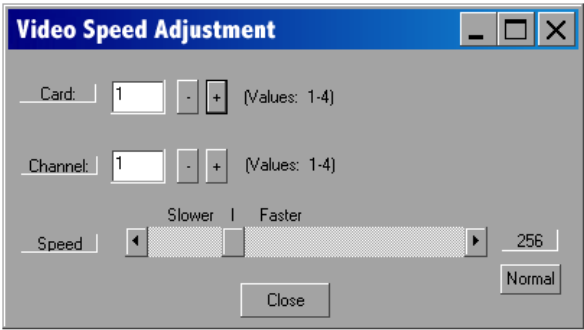 Video Speed Adjustment
Card: 1 - + (Values: 1-4)
Channel: 1 - + (Values: 1-4)
Slower | Faster
Speed 256
Normal
Close